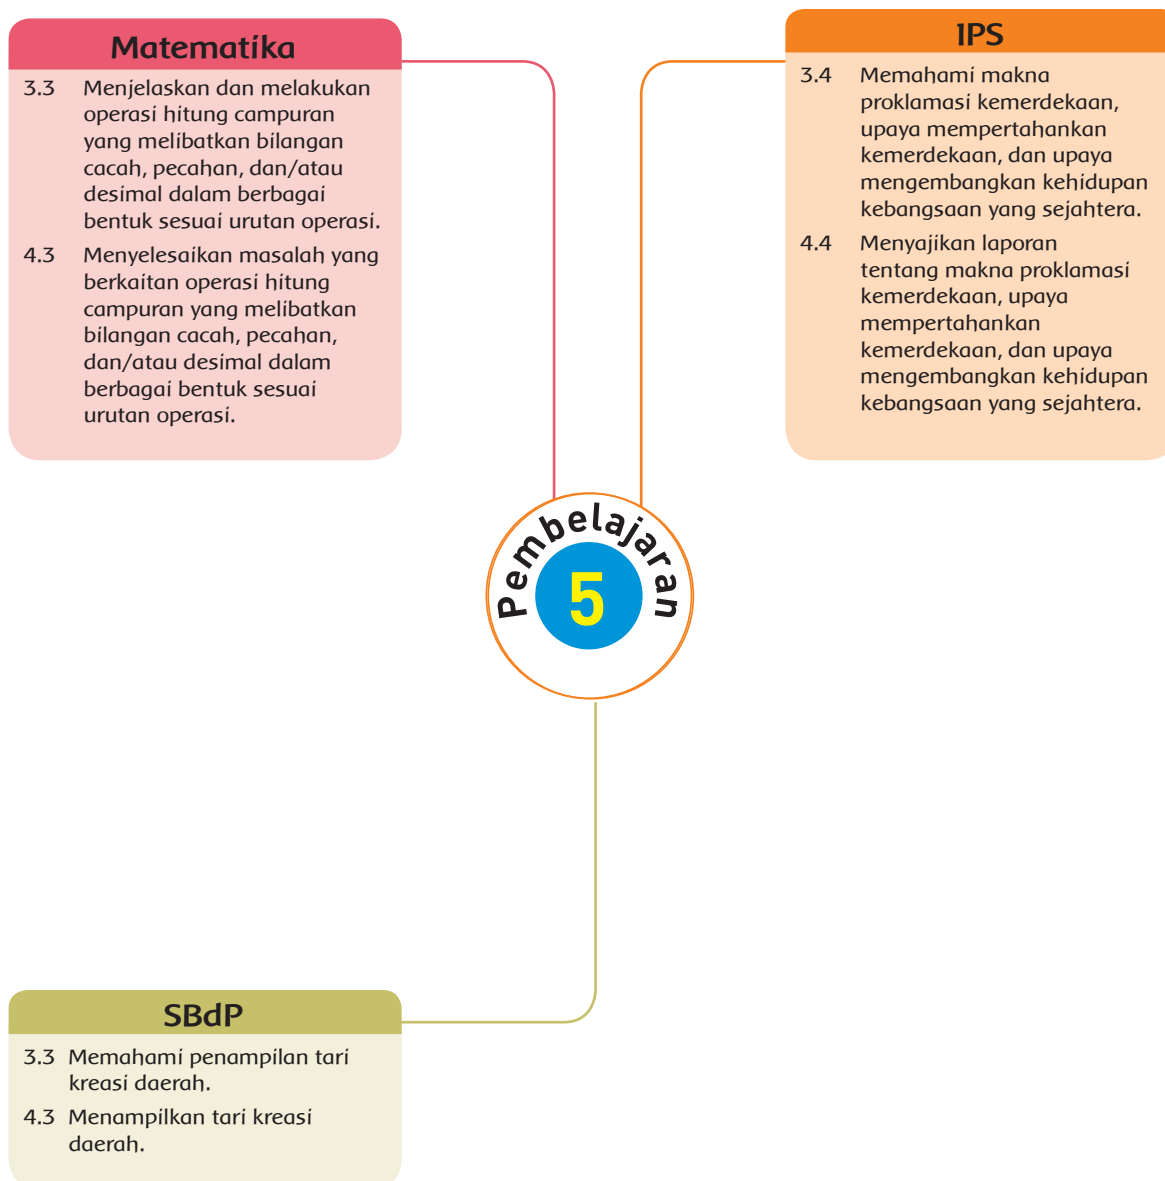 Matematika
3.3 Menjelaskan dan melakukan
operasi hitung campuran
yang melibatkan bilangan
cacah, pecahan, dan/atau
desimal dalam berbagai
bentuk sesuai urutan operasi.
4.3 Menyelesaikan masalah yang
berkaitan operasi hitung
campuran yang melibatkan
bilangan cacah, pecahan,
dan/atau desimal dalam
berbagai bentuk sesuai
urutan operasi.
IPS
3.4 Memahami makna
proklamasi kemerdekaan,
upaya mempertahankan
kemerdekaan, dan upaya
mengembangkan kehidupan
kebangsaan yang sejahtera.
4.4 Menyajikan laporan
tentang makna proklamasi
kemerdekaan, upaya
mempertahankan
kemerdekaan, dan upaya
mengembangkan kehidupan
kebangsaan yang sejahtera.
Pembelajaran
5
SBdP
3.3 Memahami penampilan tari
kreasi daerah.
4.3 Menampilkan tari kreasi
daerah.